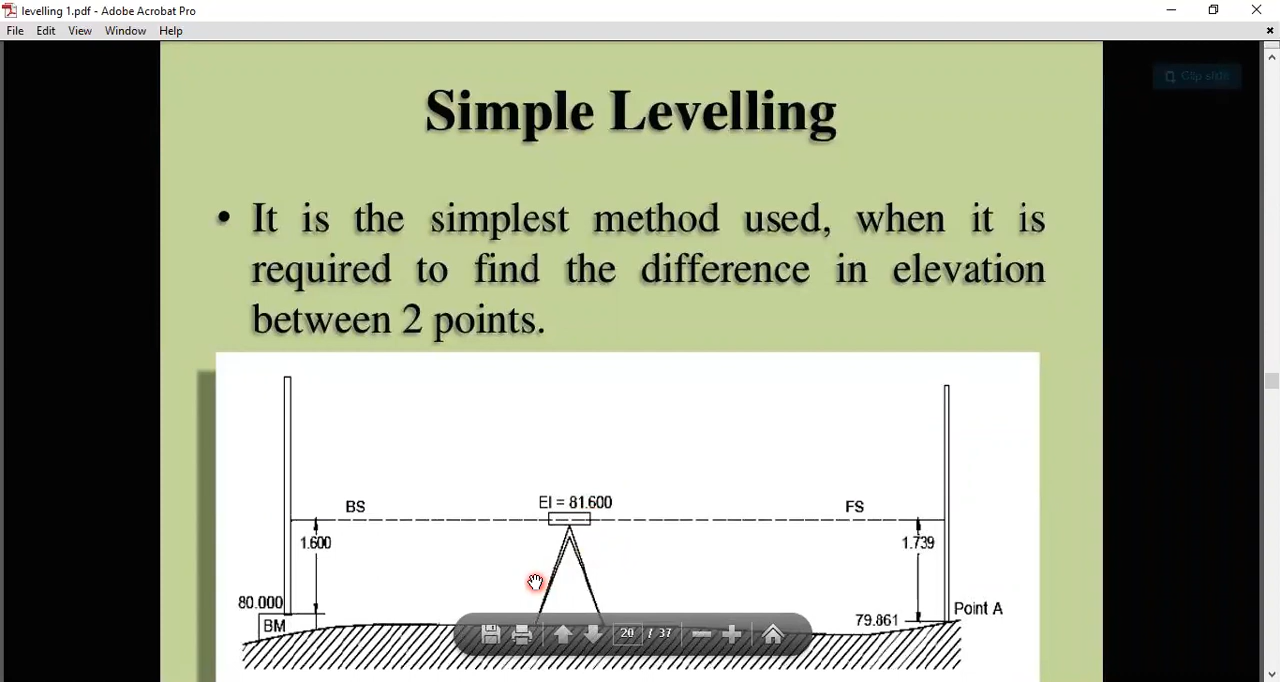 levelling 1.pdf - Adobe Acrobat Pro
File Edit View Window Help
Clip slide
Simple Levelling
• It is the simplest method used, when it is
required to find the difference in elevation
between 2 points.
El = 81.600
BS
FS
1.600
1.739
80.000
BM
79.861
Point A
20 / 37